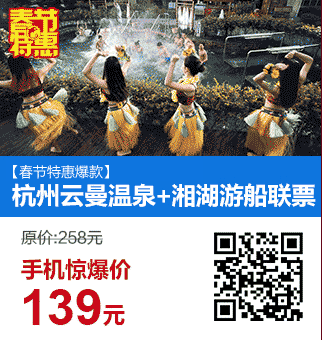 春节
特惠
【春节特惠爆款】
杭州云曼温泉+湘湖游船联票
原价:258元
手机惊爆价
139元